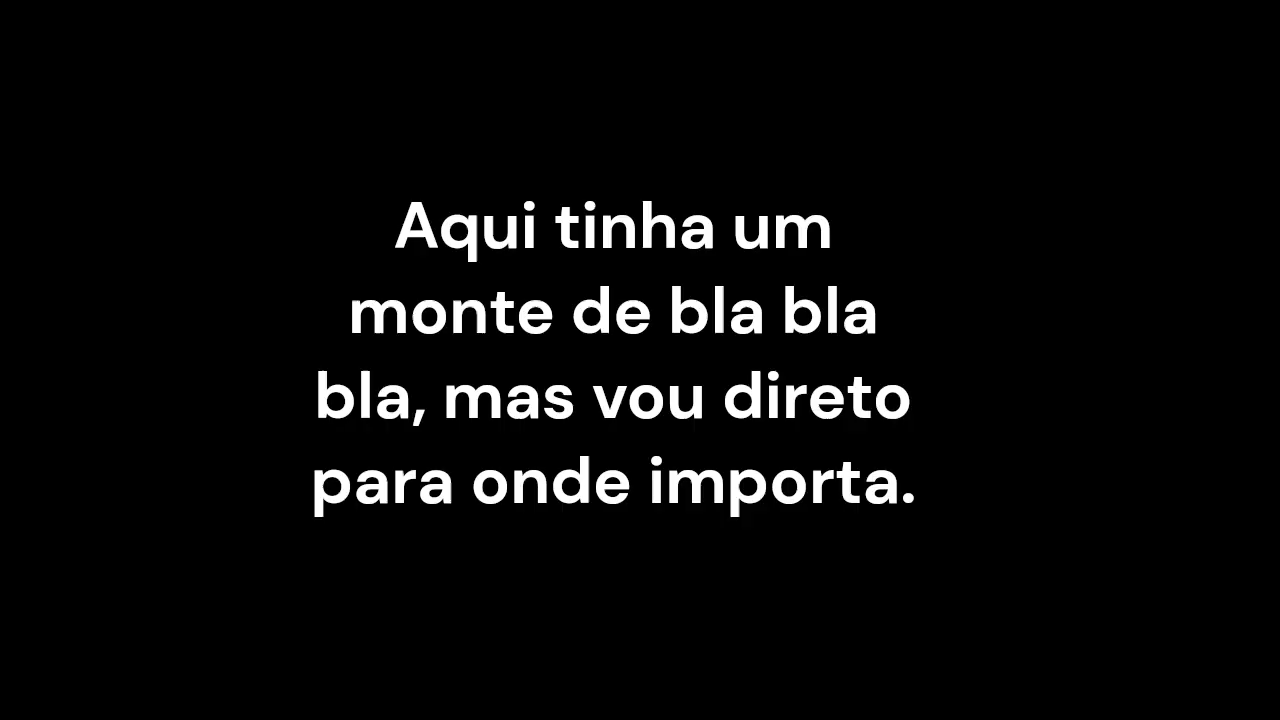 Aqui tinha um
monte de bla bla
bla, mas vou direto
para onde importa.